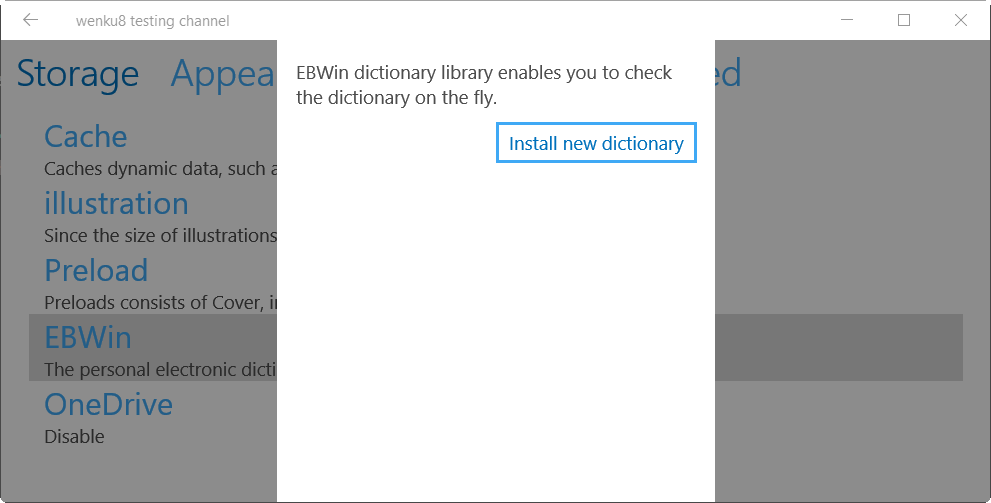 wenku8 testing channel
Storage Appea ed
EBWin dictionary library enables you to check
the dictionary on the fly.
Install new dictionary
Cache
Caches dynamic data, such a
illustration
Since the size of illustrations
Preload
Preloads consists of Cover, i
EBWin
The personal electronic dicti
OneDrive
Disable